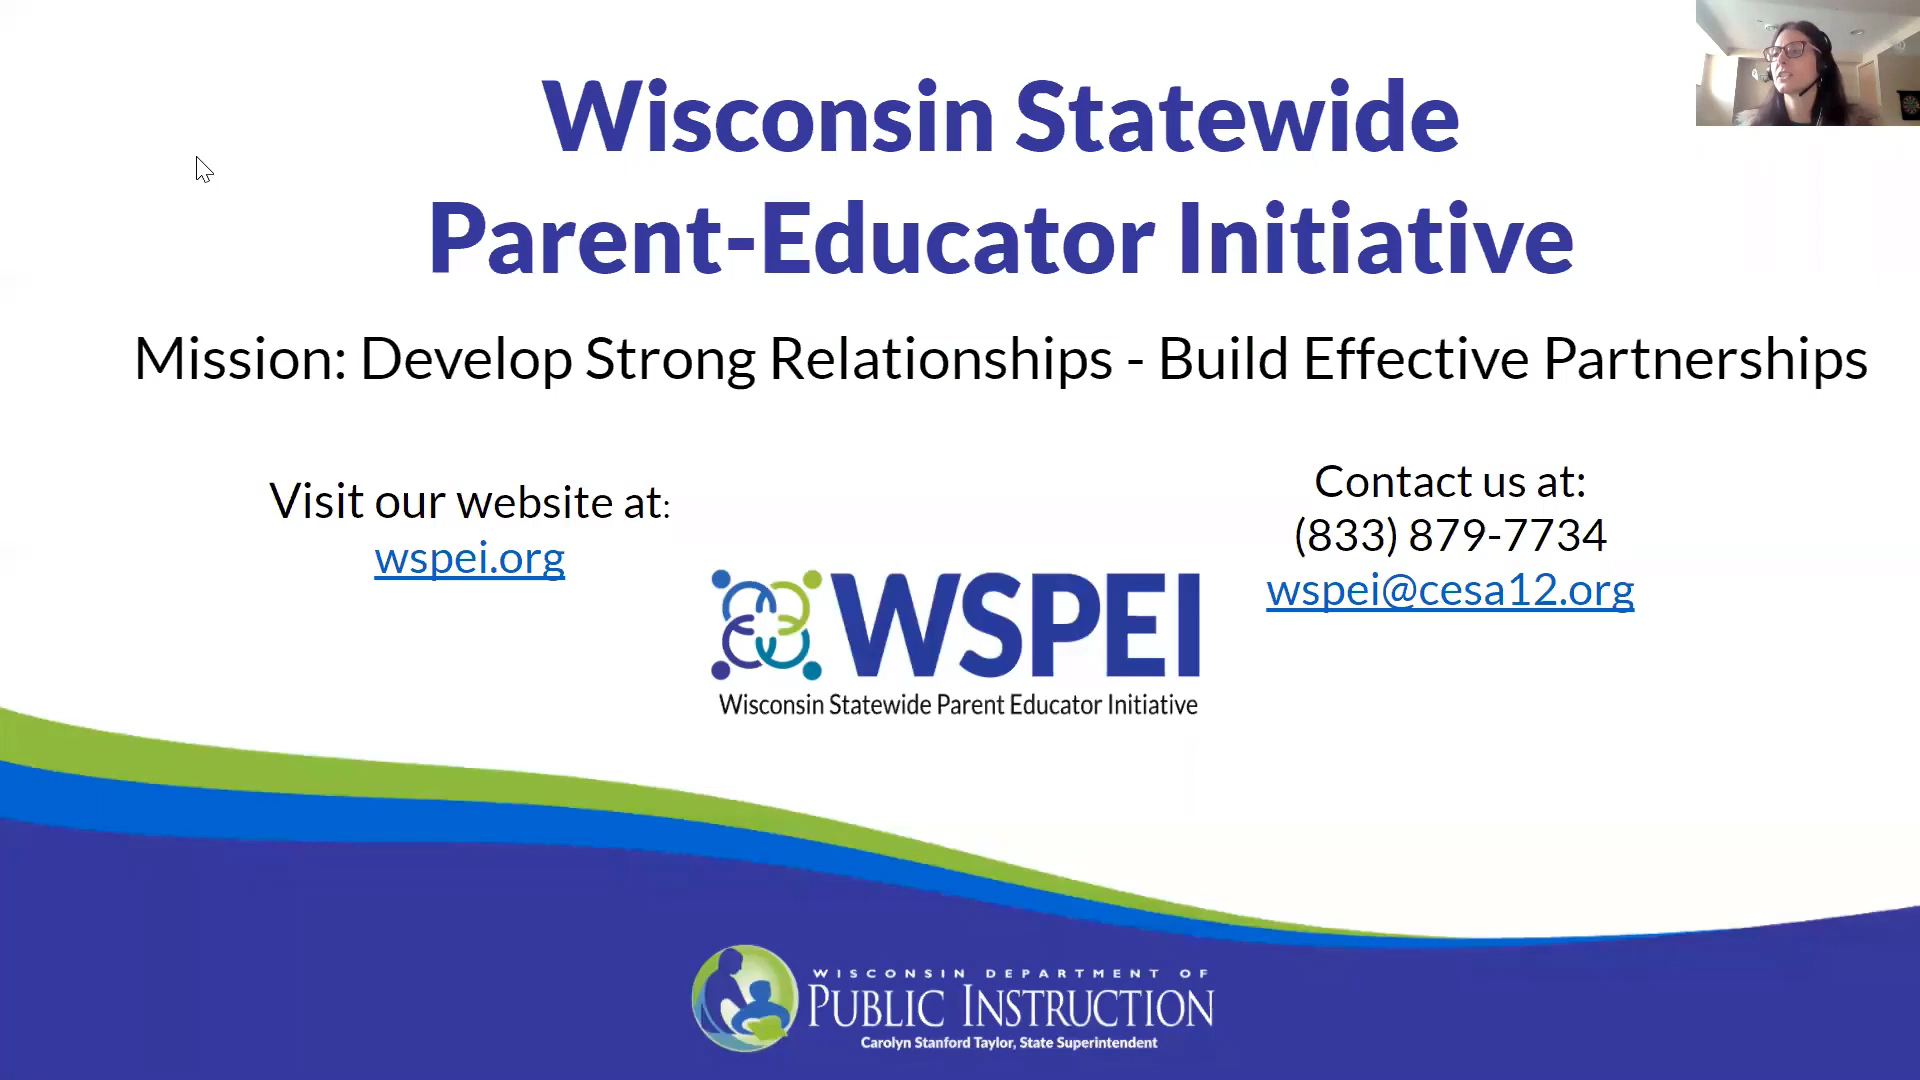 Wisconsin Statewide
Parent-Educator Initiative
Mission: Develop Strong Relationships - Build Effective Partnerships
Visit our website at:
wspei.org
Contact us at:
(833) 879-7734
wspei@cesa12.org
WSPEI
Wisconsin Statewide Parent Educator Initiative
WISCONSIN DEPARTMENT OF
PUBLIC INSTRUCTION
Carolyn Stanford Taylor, State Superintendent